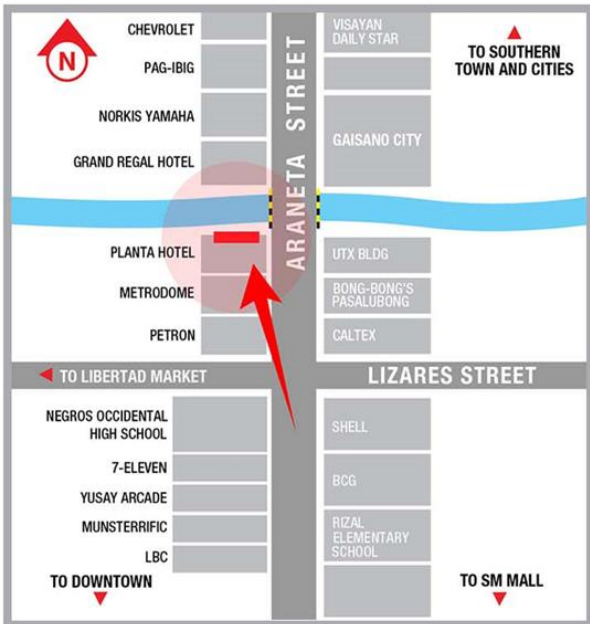 CHEVROLET
PAG-IBIG
NORKIS YAMAHA
GRAND REGAL HOTEL
N
ARANETA STREET
VISAYAN
DAILY STAR
GAISANO CITY
TO SOUTHERN
TOWN AND CITIES
PLANTA HOTEL
METRODOME
PETRON
UTX BLDG
BONG-BONG'S
PASALUBONG
CALTEX
TO LIBERTAD MARKET
LIZARES STREET
NEGROS OCCIDENTAL
HIGH SCHOOL
7-ELEVEN
YUSAY ARCADE
MUNSTERRIFIC
LBC
TO DOWNTOWN
SHELL
BCG
RIZAL
ELEMENTARY
SCHOOL
TO SM MALL